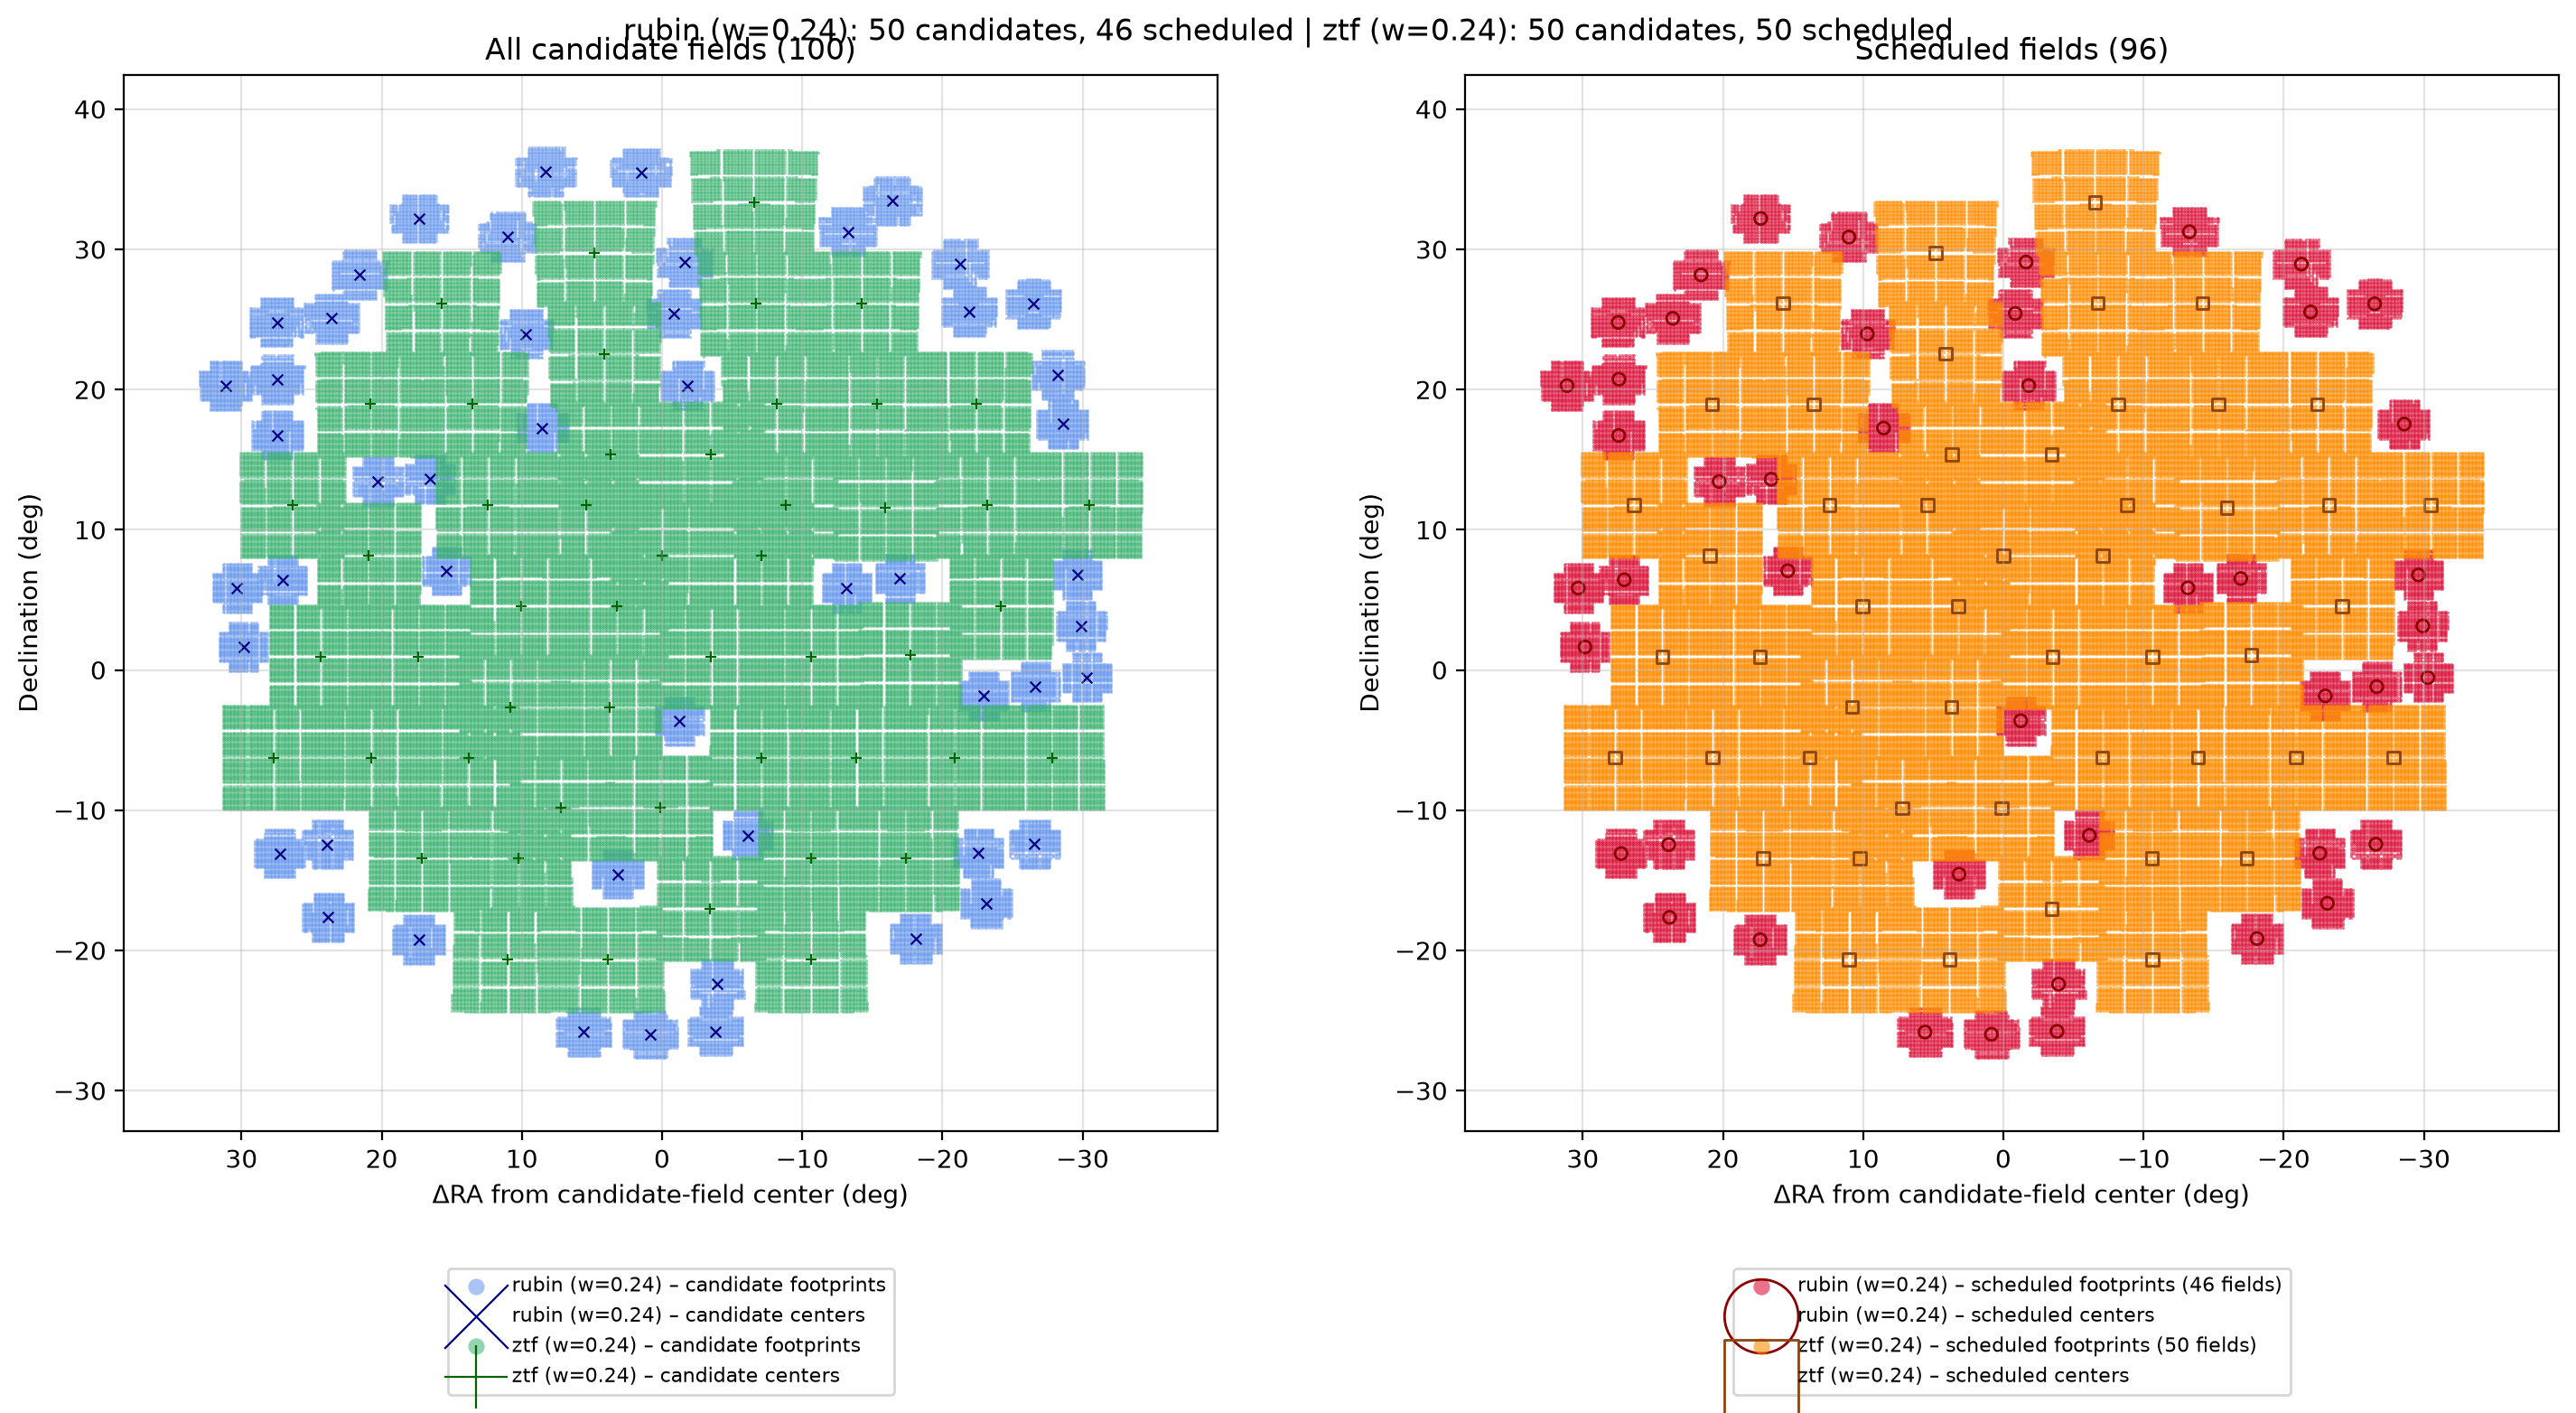 rubin (w=0.24): 50 candidates, 46 scheduled | ztf (w=0.24): 50 candidates, 50 scheduled
All candidate fields (100)
40
30
20
10
0
−10
−20
−30
Declination (deg)
30 20 10 0 −10 −20 −30
ΔRA from candidate-field center (deg)
rubin (w=0.24) – candidate footprints
rubin (w=0.24) – candidate centers
ztf (w=0.24) – candidate footprints
ztf (w=0.24) – candidate centers
Scheduled fields (96)
40
30
20
10
0
−10
−20
−30
Declination (deg)
30 20 10 0 −10 −20 −30
ΔRA from candidate-field center (deg)
rubin (w=0.24) – scheduled footprints (46 fields)
rubin (w=0.24) – scheduled centers
ztf (w=0.24) – scheduled footprints (50 fields)
ztf (w=0.24) – scheduled centers